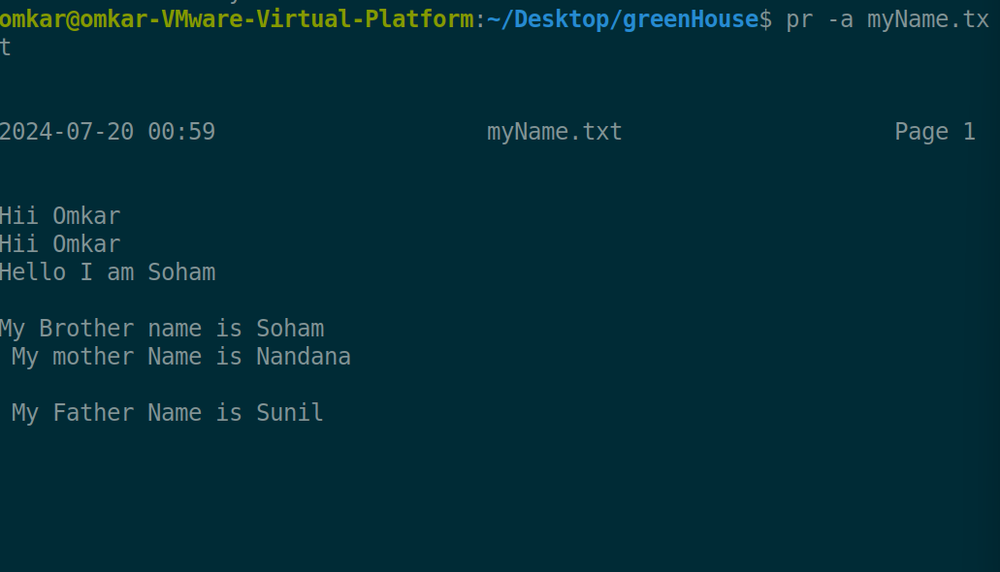 omkar@omkar-VMware-Virtual-Platform:~/Desktop/greenHouse$ pr -a myName.tx
t
2024-07-20 00:59 myName.txt Page 1
Hii Omkar
Hii Omkar
Hello I am Soham
My Brother name is Soham
My mother Name is Nandana
My Father Name is Sunil